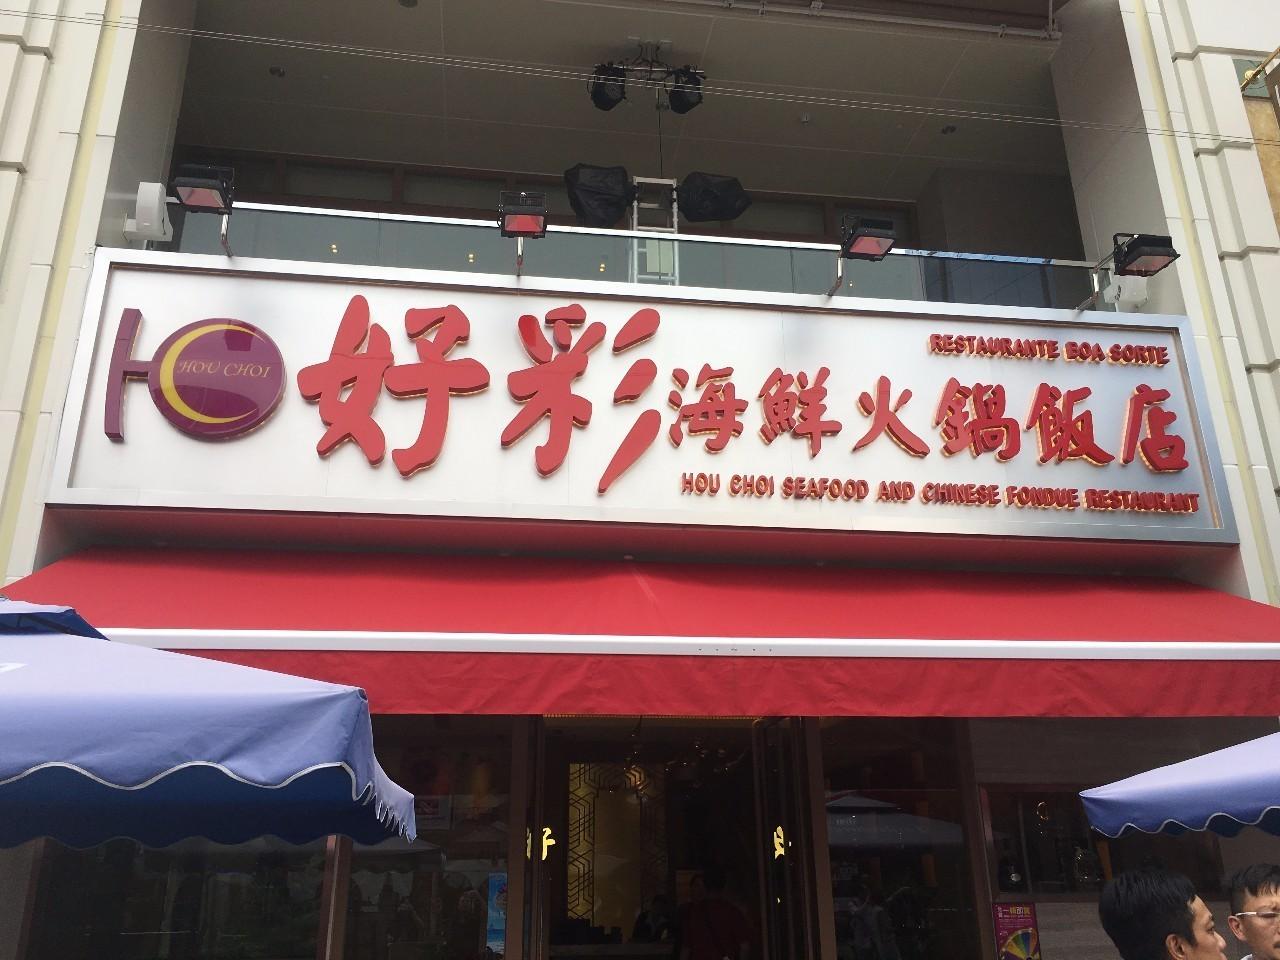 HOU CHOI
好彩海鮮火鍋飯店
RESTAURANTE BOA SORTE
HOU CHOI SEAFOOD AND CHINESE FONDUE RESTAURANT